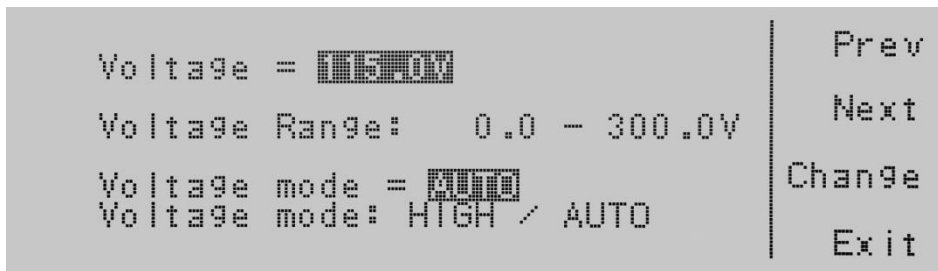 Voltage = 115.0V
Voltage Range: 0.0 - 300.0V
Voltage mode = AUTO
Voltage mode: HIGH / AUTO
Prev
Next
Change
Exit